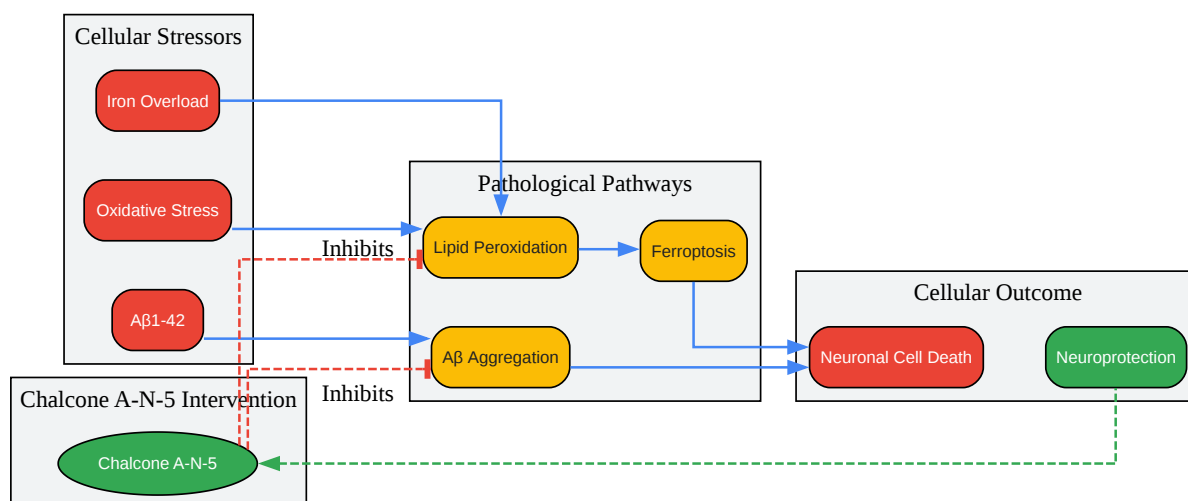 Cellular Stressors
Iron Overload
Oxidative Stress
Aβ1-42
Pathological Pathways
Lipid Peroxidation
Ferroptosis
Inhibits
Aβ Aggregation
Inhibits
Cellular Outcome
Neuronal Cell Death
Neuroprotection
Chalcone A-N-5 Intervention
Chalcone A-N-5